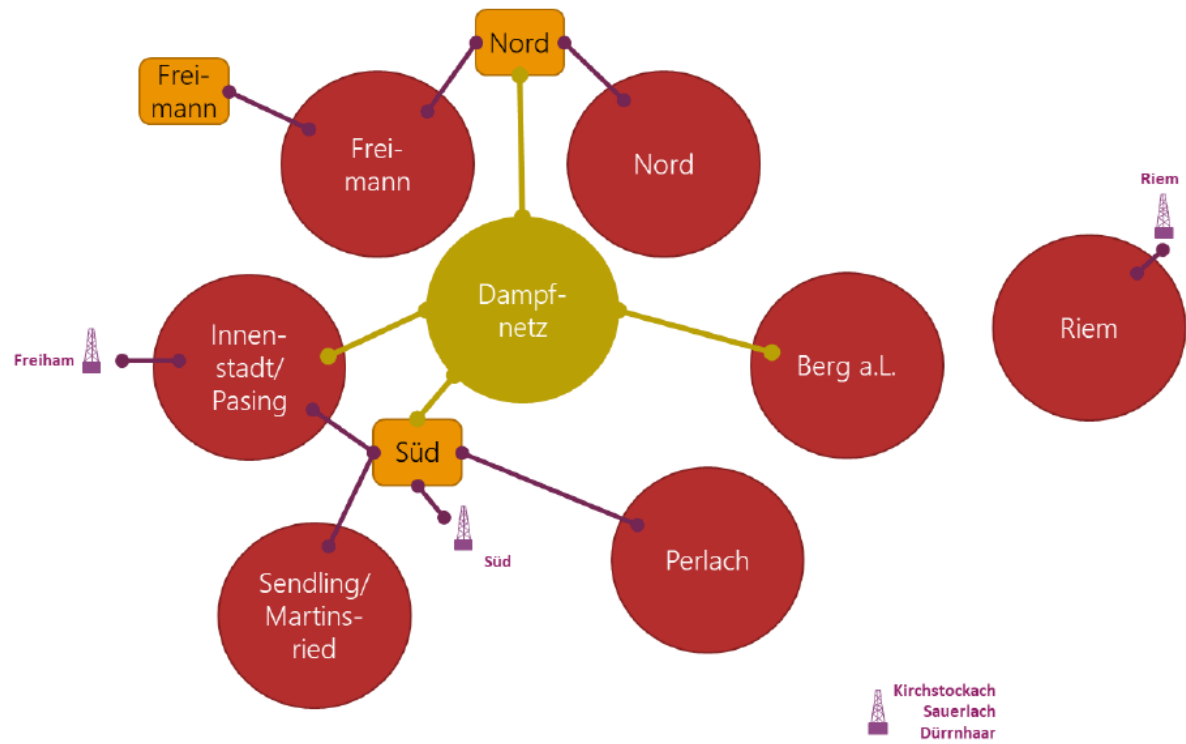 Nord
Frei-
mann
Frei-
mann
Nord
Riem
Riem
Dampf-
netz
Innen-
stadt/
Pasing
Freiham
Berg a.L.
Süd
Süd
Perlach
Sendling/
Martins-
ried
Kirchstockach
Sauerlach
Dürrnhaar